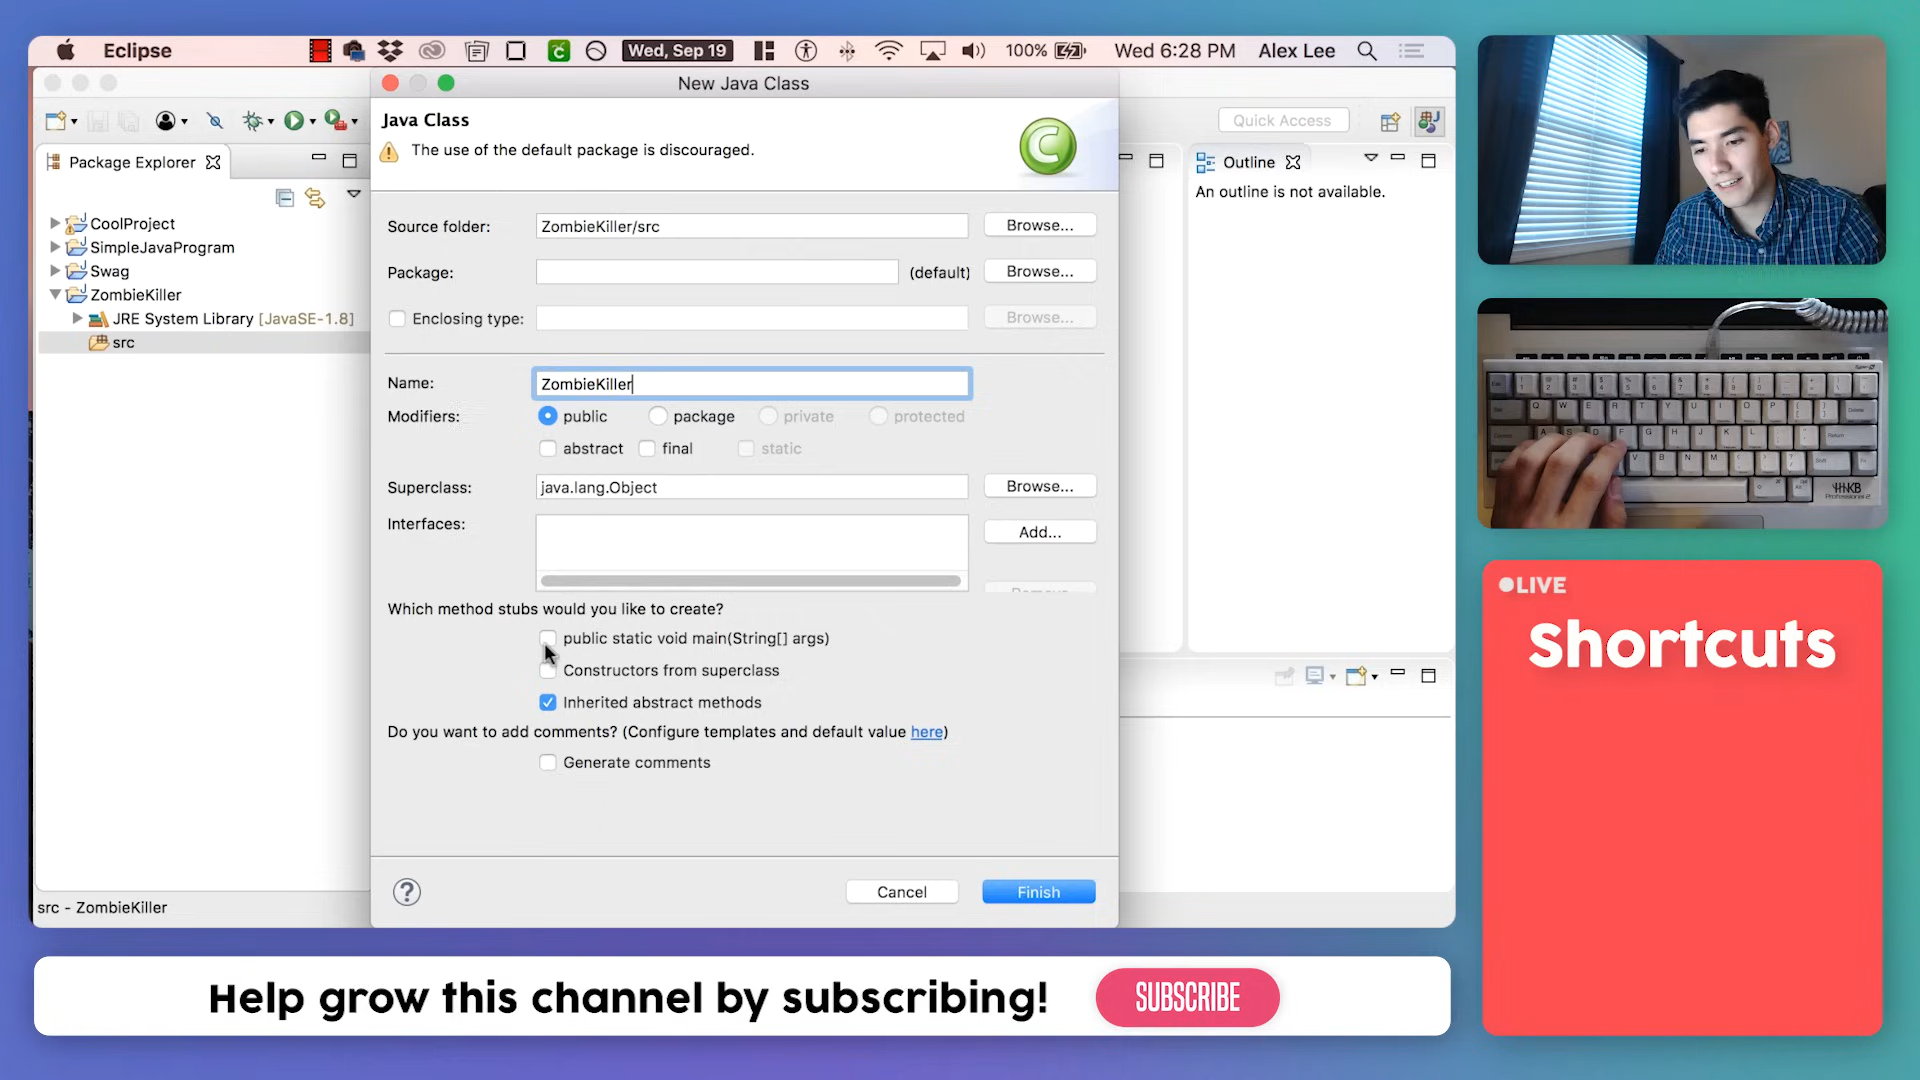 Eclipse
Wed, Sep 19
100%
Wed 6:28 PM
Alex Lee
New Java Class
Java Class
The use of the default package is discouraged.
Quick Access
Package Explorer
CoolProject
SimpleJavaProgram
Swag
ZombieKiller
JRE System Library [JavaSE-1.8]
src
Source folder:
ZombieKiller/src
Browse...
Package:
(default)
Browse...
Enclosing type:
Browse...
Name:
ZombieKiller
Modifiers:
public
package
private
protected
abstract
final
static
Superclass:
java.lang.Object
Browse...
Interfaces:
Add...
Which method stubs would you like to create?
public static void main(String[] args)
Constructors from superclass
Inherited abstract methods
Do you want to add comments? (Configure templates and default value here)
Generate comments
?
Cancel
Finish
Outline
An outline is not available.
src - ZombieKiller
HHKB
Professional 2
LIVE
Shortcuts
Help grow this channel by subscribing!
SUBSCRIBE